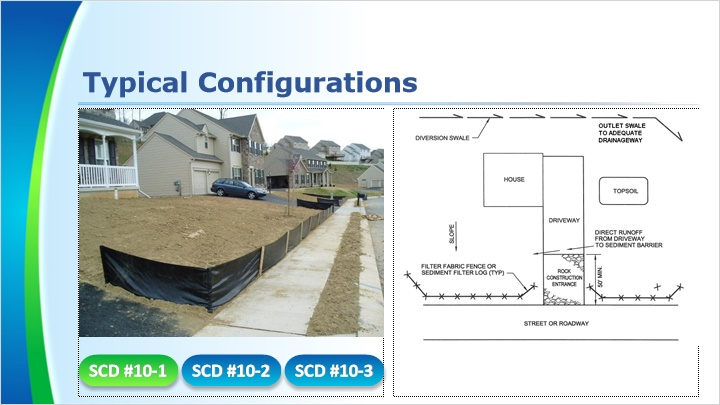 Typical Configurations
DIVERSION SWALE
OUTLET SWALE
TO ADEQUATE
DRAINAGEWAY
HOUSE
TOPSOIL
DRIVEWAY
SLOPE
DIRECT RUNOFF
FROM DRIVEWAY
TO SEDIMENT BARRIER
FILTER FABRIC FENCE OR
SEDIMENT FILTER LOG (TYP)
ROCK
CONSTRUCTION
ENTRANCE
50' MIN.
STREET OR ROADWAY
SCD #10-1
SCD #10-2
SCD #10-3